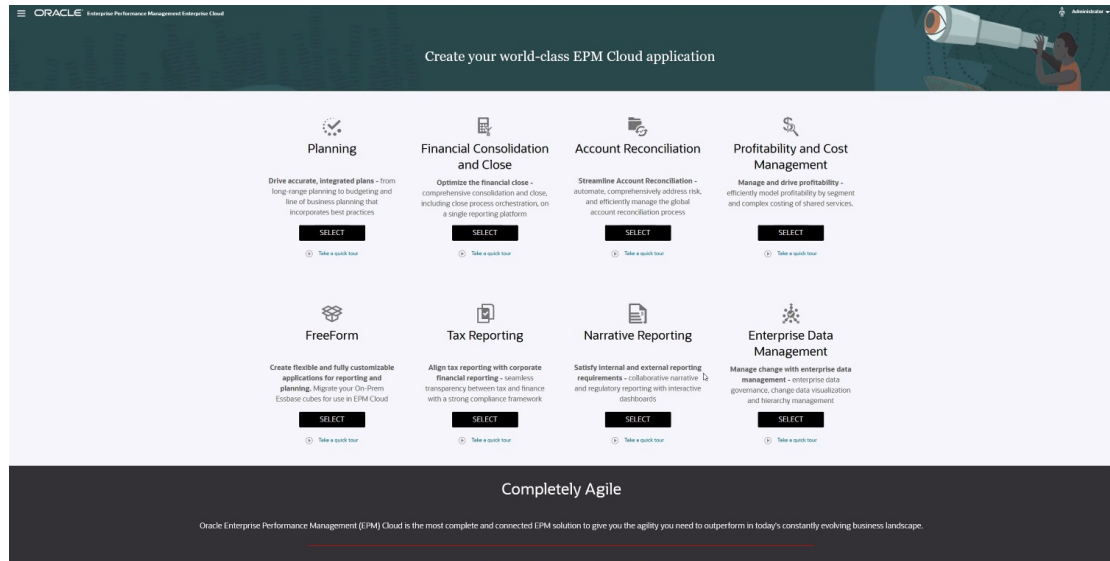 ORACLE Enterprise Performance Management Enterprise Cloud
Administrator
Create your world-class EPM Cloud application
Planning
Drive accurate, integrated plans - from
long-range planning to budgeting and
line of business planning that
incorporates best practices
SELECT
Take a quick tour
Financial Consolidation
and Close
Optimize the financial close -
comprehensive consolidation and close,
including close process orchestration, on
a single reporting platform
SELECT
Take a quick tour
Account Reconciliation
Streamline Account Reconciliation -
automate, comprehensively address risk,
and efficiently manage the global
account reconciliation process
SELECT
Take a quick tour
Profitability and Cost
Management
Manage and drive profitability -
efficiently model profitability by segment
and complex costing of shared services.
SELECT
Take a quick tour
FreeForm
Create flexible and fully customizable
applications for reporting and
planning. Migrate your On-Prem
Essbase cubes for use in EPM Cloud
SELECT
Take a quick tour
Tax Reporting
Align tax reporting with corporate
financial reporting - seamless
transparency between tax and finance
with a strong compliance framework
SELECT
Take a quick tour
Narrative Reporting
Satisfy internal and external reporting
requirements - collaborative narrative
and regulatory reporting with interactive
dashboards
SELECT
Take a quick tour
Enterprise Data
Management
Manage change with enterprise data
management - enterprise data
governance, change data visualization
and hierarchy management
SELECT
Take a quick tour
Completely Agile
Oracle Enterprise Performance Management (EPM) Cloud is the most complete and connected EPM solution to give you the agility you need to outperform in today's constantly evolving business landscape.